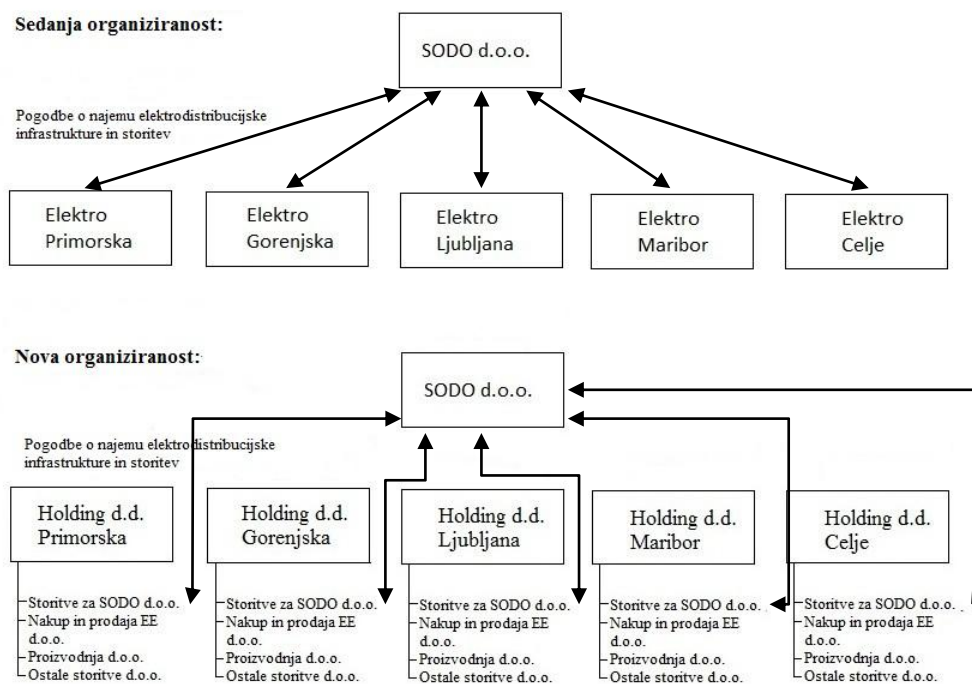 Sedanja organiziranost:
SODO d.o.o.
Pogodbe o najemu elektrodistribucijske
infrastrukture in storitev
Elektro
Primorska
Elektro
Gorenjska
Elektro
Ljubljana
Elektro
Maribor
Elektro
Celje
Nova organiziranost:
SODO d.o.o.
Pogodbe o najemu elektrodistribucijske
infrastrukture in storitev
Holding d.d.
Primorska
Holding d.d.
Gorenjska
Holding d.d.
Ljubljana
Holding d.d.
Maribor
Holding d.d.
Celje
Storitve za SODO d.o.o.
Nakup in prodaja EE
d.o.o.
Proizvodnja d.o.o.
Ostale storitve d.o.o.
Storitve za SODO d.o.o.
Nakup in prodaja EE
d.o.o.
Proizvodnja d.o.o.
Ostale storitve d.o.o.
Storitve za SODO d.o.o.
Nakup in prodaja EE
d.o.o.
Proizvodnja d.o.o.
Ostale storitve d.o.o.
Storitve za SODO d.o.o.
Nakup in prodaja EE
d.o.o.
Proizvodnja d.o.o.
Ostale storitve d.o.o.
Storitve za SODO d.o.o.
Nakup in prodaja EE
d.o.o.
Proizvodnja d.o.o.
Ostale storitve d.o.o.